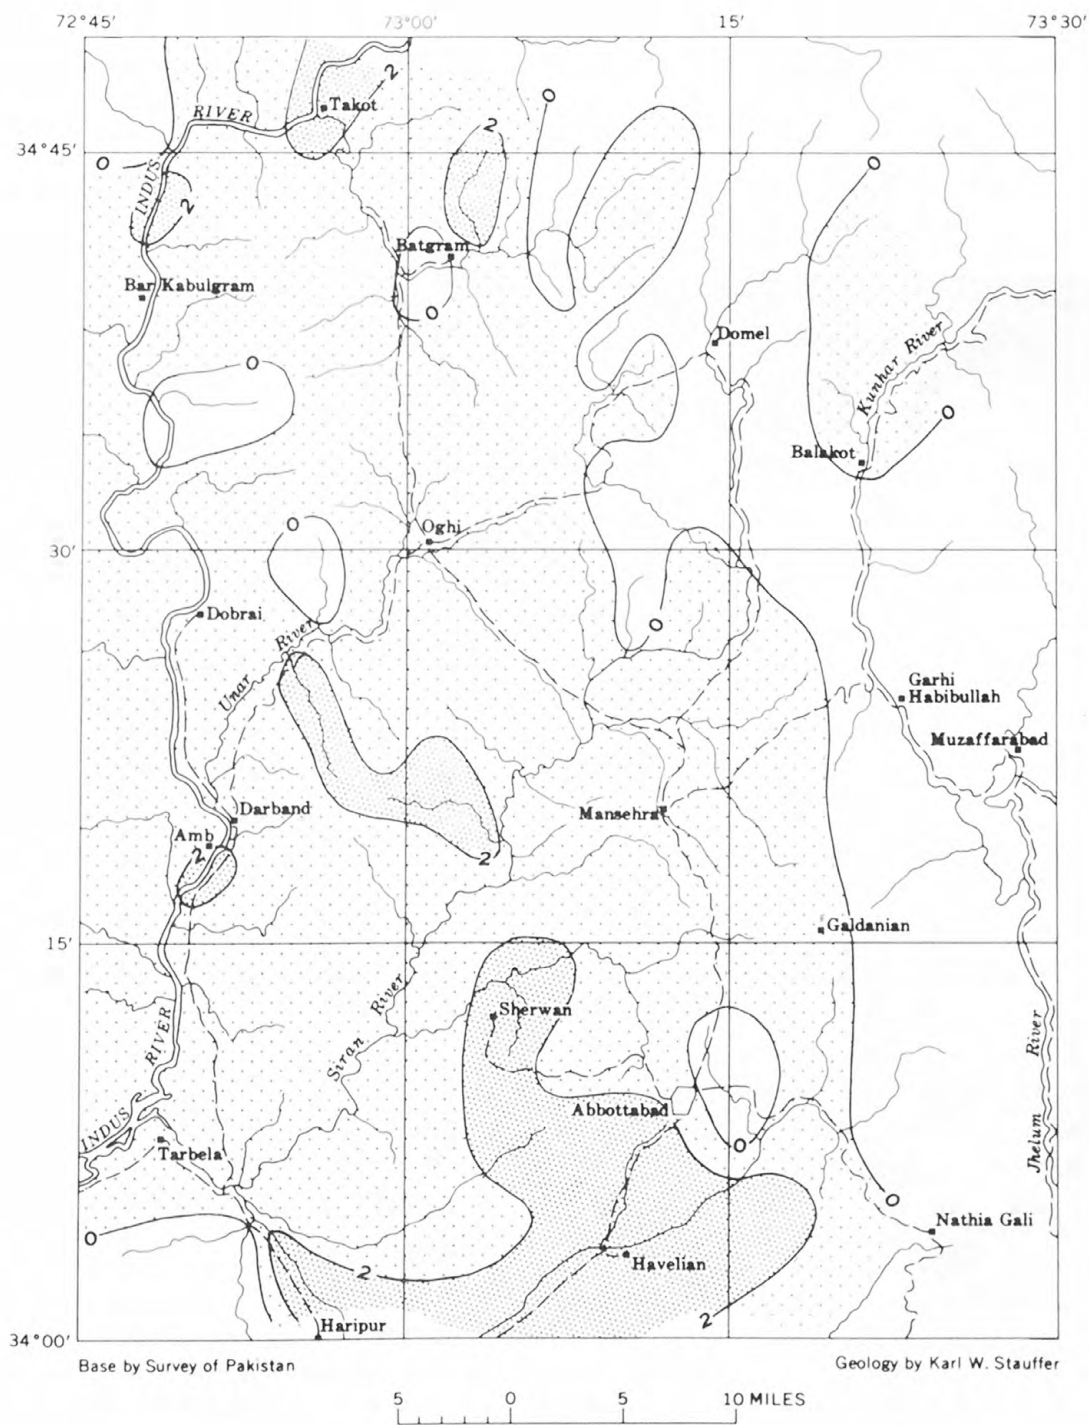 72°45' 73°00' 15' 73°30'
2
Takot
RIVER
0
2
34°45'
0
0
INDUS
2
Batgram
Bar Kabulgram
0
Domel
Kunhar River
0
0
Balakot
Oghi
0
30'
Dobrai
Unar River
0
Garhi
Habibullah
Muzaffarabad
Darband
Mansehra
Amb
2
2
Galdanian
15'
Sherwan
Siran River
RIVER
Jhelum River
Abbottabad
INDUS
0
Tarbela
0
Nathia Gali
0
2
Havelian
2
Haripur
34°00'
Base by Survey of Pakistan
Geology by Karl W. Stauffer
5 0 5 10 MILES